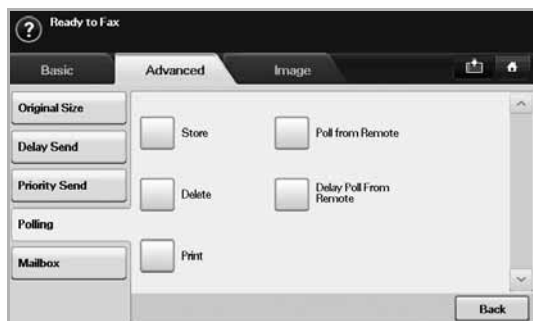 Ready to Fax
Basic
Advanced
Image
Original Size
Delay Send
Priority Send
Polling
Mailbox
Store
Poll from Remote
Delete
Delay Poll From
Remote
Print
Back